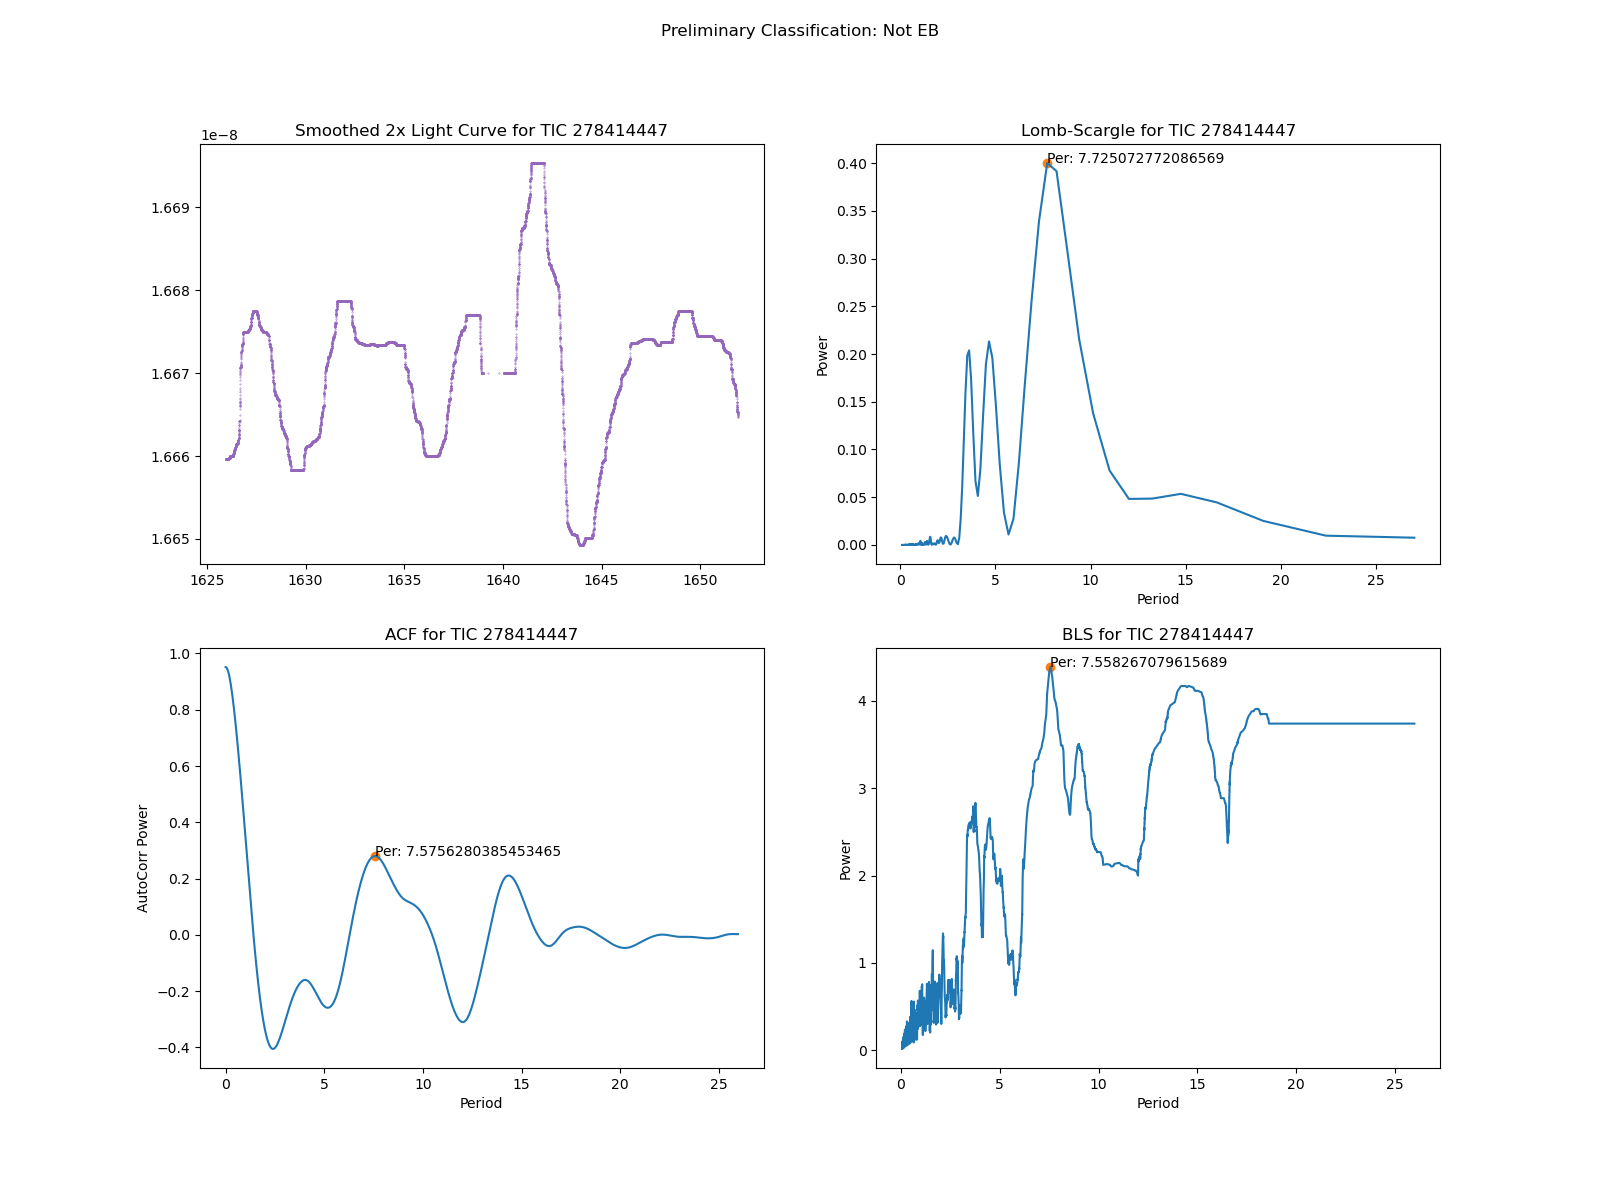 Preliminary Classification: Not EB
Smoothed 2x Light Curve for TIC 278414447
1e−8
1.669
1.668
1.667
1.666
1.665
1625 1630 1635 1640 1645 1650
Lomb-Scargle for TIC 278414447
Per: 7.725072772086569
Power
0.40
0.35
0.30
0.25
0.20
0.15
0.10
0.05
0.00
0 5 10 15 20 25
Period
ACF for TIC 278414447
Per: 7.5756280385453465
AutoCorr Power
1.0
0.8
0.6
0.4
0.2
0.0
−0.2
−0.4
0 5 10 15 20 25
Period
BLS for TIC 278414447
Per: 7.558267079615689
Power
4
3
2
1
0
0 5 10 15 20 25
Period